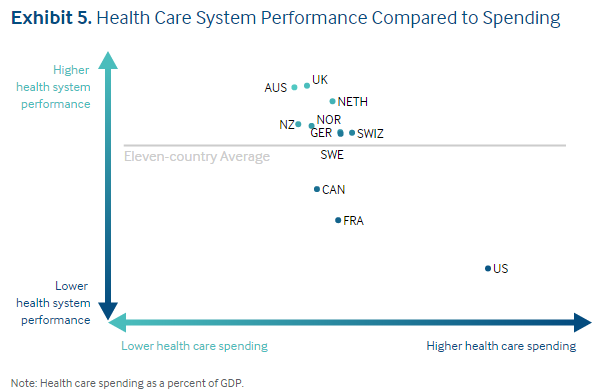 Exhibit 5. Health Care System Performance Compared to Spending
Higher
health system
performance
UK
AUS
NETH
NOR
NZ
GER
SWIZ
Eleven-country Average
SWE
CAN
FRA
US
Lower
health system
performance
Lower health care spending
Higher health care spending
Note: Health care spending as a percent of GDP.